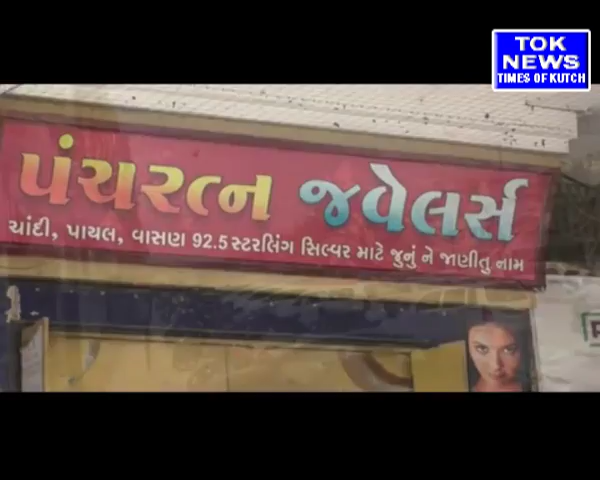 TOK
NEWS
TIMES OF KUTCH
પંચરત્ન જવેલર્સ
ચાંદી, પાયલ, વાસણ 92.5 સ્ટરલિંગ સિલ્વર માટે જુનું ને જાણીતુ નામ